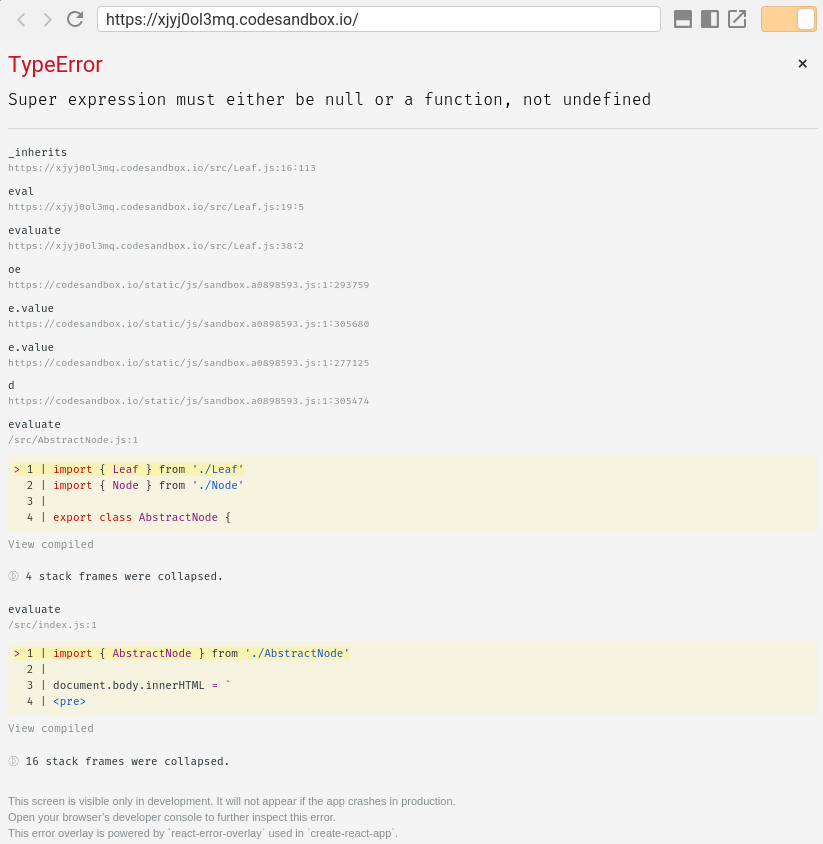 https://xjyj0ol3mq.codesandbox.io/
TypeError
×
Super expression must either be null or a function, not undefined
_inherits
https://xjyj0ol3mq.codesandbox.io/src/Leaf.js:16:113
eval
https://xjyj0ol3mq.codesandbox.io/src/Leaf.js:19:5
evaluate
https://xjyj0ol3mq.codesandbox.io/src/Leaf.js:38:2
oe
https://codesandbox.io/static/js/sandbox.a0898593.js:1:293759
e.value
https://codesandbox.io/static/js/sandbox.a0898593.js:1:305680
e.value
https://codesandbox.io/static/js/sandbox.a0898593.js:1:277125
d
https://codesandbox.io/static/js/sandbox.a0898593.js:1:305474
evaluate
/src/AbstractNode.js:1
> 1 | import { Leaf } from './Leaf'
2 | import { Node } from './Node'
3 |
4 | export class AbstractNode {
View compiled
4 stack frames were collapsed.
evaluate
/src/index.js:1
> 1 | import { AbstractNode } from './AbstractNode'
2 |
3 | document.body.innerHTML = `
4 | <pre>
View compiled
16 stack frames were collapsed.
This screen is visible only in development. It will not appear if the app crashes in production.
Open your browser's developer console to further inspect this error.
This error overlay is powered by `react-error-overlay` used in `create-react-app`.